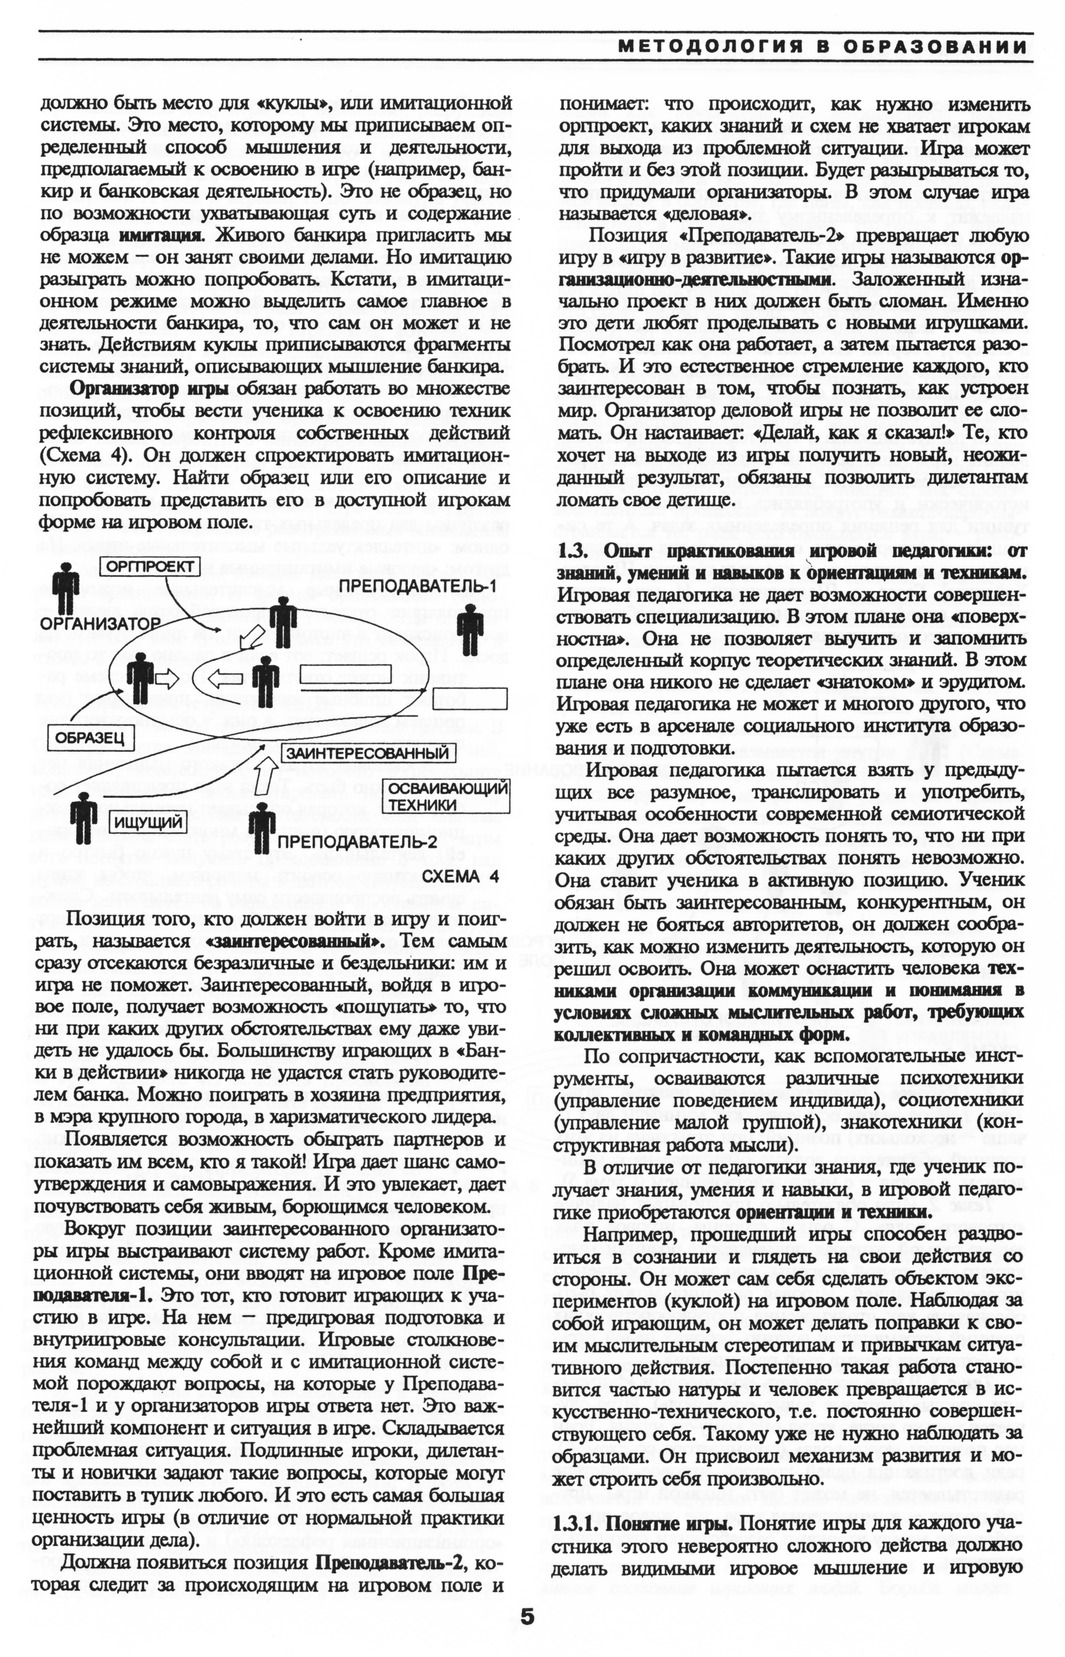 МЕТОДОЛОГИЯ В ОБРАЗОВАНИИ
должно быть место для «куклы», или имитационной
системы. Это место, которому мы приписываем оп-
ределенный способ мышления и деятельности,
предполагаемый к освоению в игре (например, бан-
кир и банковская деятельность). Это не образец, но
по возможности ухватывающая суть и содержание
образца имитация. Живого банкира пригласить мы
не можем — он занят своими делами. Но имитацию
разыграть можно попробовать. Кстати, в имитаци-
онном режиме можно выделить самое главное в
деятельности банкира, то, что сам он может и не
знать. Действиям куклы приписываются фрагменты
системы знаний, описывающих мышление банкира.
Организатор игры обязан работать во множестве
позиций, чтобы вести ученика к освоению техник
рефлексивного контроля собственных действий
(Схема 4). Он должен спроектировать имитацион-
ную систему. Найти образец или его описание и
попробовать представить его в доступной игрокам
форме на игровом поле.
ОРГПРОЕКТ
ПРЕПОДАВАТЕЛЬ-1
ОРГАНИЗАТОР
ОБРАЗЕЦ
ЗАИНТЕРЕСОВАННЫЙ
ОСВАИВАЮЩИЙ
ТЕХНИКИ
ИЩУЩИЙ
ПРЕПОДАВАТЕЛЬ-2
СХЕМА 4
Позиция того, кто должен войти в игру и поиг-
рать, называется «заинтересованный». Тем самым
сразу отсекаются безразличные и бездельники: им и
игра не поможет. Заинтересованный, войдя в игро-
вое поле, получает возможность «пощупать» то, что
ни при каких других обстоятельствах ему даже уви-
деть не удалось бы. Большинству играющих в «Бан-
ки в действии» никогда не удастся стать руководите-
лем банка. Можно поиграть в хозяина предприятия,
в мэра крупного города, в харизматического лидера.
Появляется возможность обыграть партнеров и
показать им всем, кто я такой! Игра дает шанс само-
утверждения и самовыражения. И это увлекает, дает
почувствовать себя живым, борющимся человеком.
Вокруг позиции заинтересованного организато-
ры игры выстраивают систему работ. Кроме имита-
ционной системы, они вводят на игровое поле Пре-
подавателя-1. Это тот, кто готовит играющих к уча-
стию в игре. На нем — предигровая подготовка и
внутриигровые консультации. Игровые столкнове-
ния команд между собой и с имитационной систе-
мой порождают вопросы, на которые у Преподава-
теля-1 и у организаторов игры ответа нет. Это важ-
нейший компонент и ситуация в игре. Складывается
проблемная ситуация. Подлинные игроки, дилетан-
ты и новички задают такие вопросы, которые могут
поставить в тупик любого. И это есть самая большая
ценность игры (в отличие от нормальной практики
организации дела).
Должна появиться позиция Преподаватель-2, ко-
торая следит за происходящим на игровом поле и
понимает: что происходит, как нужно изменить
оргпроект, каких знаний и схем не хватает игрокам
для выхода из проблемной ситуации. Игра может
пройти и без этой позиции. Будет разыгрываться то,
что придумали организаторы. В этом случае игра
называется «деловая».
Позиция «Преподаватель-2» превращает любую
игру в «игру в развитие». Такие игры называются ор-
ганизационно-деятельностными. Заложенный изна-
чально проект в них должен быть сломан. Именно
это дети любят проделывать с новыми игрушками.
Посмотрел как она работает, а затем пытается разо-
брать. И это естественное стремление каждого, кто
заинтересован в том, чтобы познать, как устроен
мир. Организатор деловой игры не позволит ее сло-
мать. Он настаивает: «Делай, как я сказал!» Те, кто
хочет на выходе из игры получить новый, неожи-
данный результат, обязаны позволить дилетантам
ломать свое детище.
1.3. Опыт практикования игровой педагогики: от
знаний, умений и навыков к ориентациям и техникам.
Игровая педагогика не дает возможности совершен-
ствовать специализацию. В этом плане она «поверх-
ностна». Она не позволяет выучить и запомнить
определенный корпус теоретических знаний. В этом
плане она никого не сделает «знатоком» и эрудитом.
Игровая педагогика не может и многого другого, что
уже есть в арсенале социального института образо-
вания и подготовки.
Игровая педагогика пытается взять у предыду-
щих все разумное, транслировать и употребить,
учитывая особенности современной семиотической
среды. Она дает возможность понять то, что ни при
каких других обстоятельствах понять невозможно.
Она ставит ученика в активную позицию. Ученик
обязан быть заинтересованным, конкурентным, он
должен не бояться авторитетов, он должен сообра-
зить, как можно изменить деятельность, которую он
решил освоить. Она может оснастить человека тех-
никами организации коммуникации и понимания в
условиях сложных мыслительных работ, требующих
коллективных и командных форм.
По сопричастности, как вспомогательные инст-
рументы, осваиваются различные психотехники
(управление поведением индивида), социотехники
(управление малой группой), знакотехники (кон-
структивная работа мысли).
В отличие от педагогики знания, где ученик по-
лучает знания, умения и навыки, в игровой педаго-
гике приобретаются ориентации и техники.
Например, прошедший игры способен раздво-
иться в сознании и глядеть на свои действия со
стороны. Он может сам себя сделать объектом экс-
периментов (куклой) на игровом поле. Наблюдая за
собой играющим, он может делать поправки к сво-
им мыслительным стереотипам и привычкам ситуа-
тивного действия. Постепенно такая работа стано-
вится частью натуры и человек превращается в ис-
кусственно-технического, т.е. постоянно совершен-
ствующего себя. Такому уже не нужно наблюдать за
образцами. Он присвоил механизм развития и мо-
жет строить себя произвольно.
1.3.1. Понятие игры. Понятие игры для каждого уча-
стника этого невероятно сложного действа должно
делать видимыми игровое мышление и игровую
5